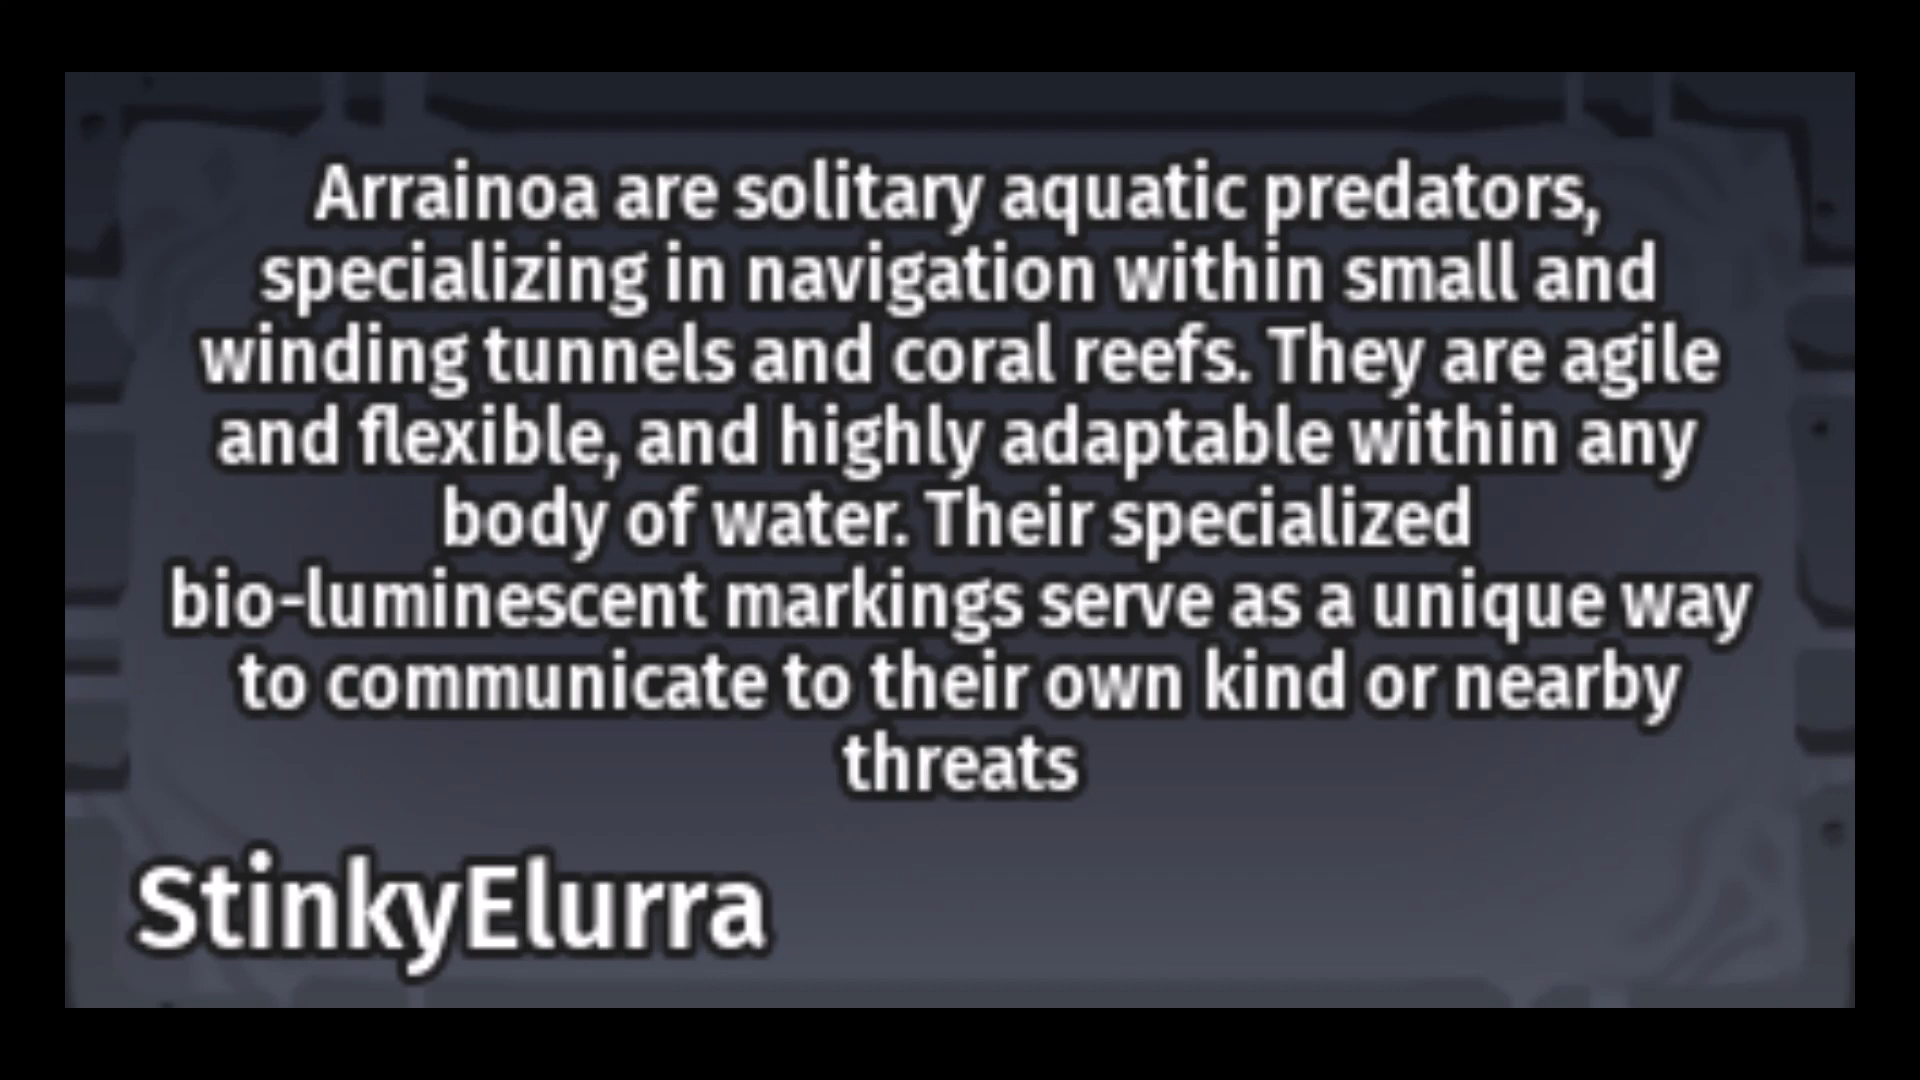 Arrainoa are solitary aquatic predators,
specializing in navigation within small and
winding tunnels and coral reefs. They are agile
and flexible, and highly adaptable within any
body of water. Their specialized
bio-luminescent markings serve as a unique way
to communicate to their own kind or nearby
threats
StinkyElurra